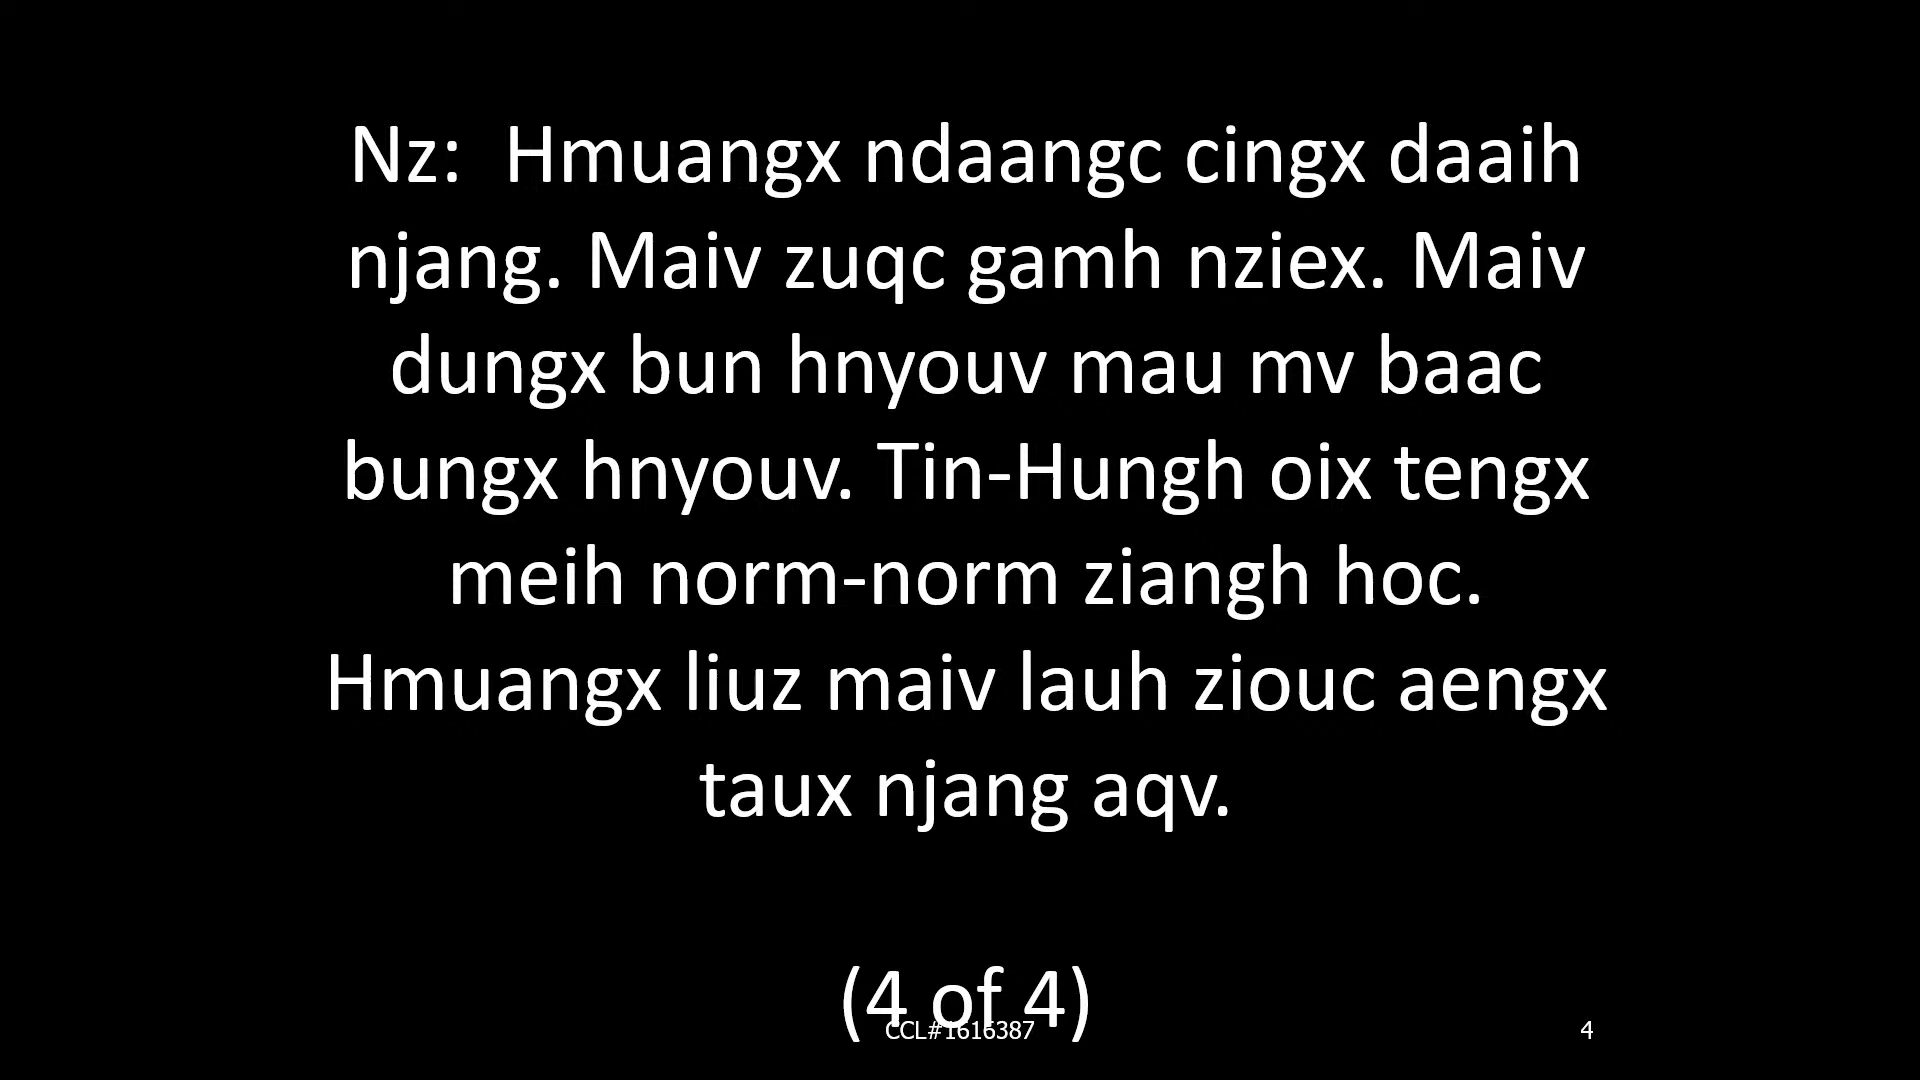 Nz:  Hmuangx ndaangc cingx daaih
njang. Maiv zuqc gamh nziex. Maiv
dungx bun hnyouv mau mv baac
bungx hnyouv. Tin-Hungh oix tengx
meih norm-norm ziangh hoc.
Hmuangx liuz maiv lauh ziouc aengx
taux njang aqv.
(4 of 4)
CCL#1616387
4